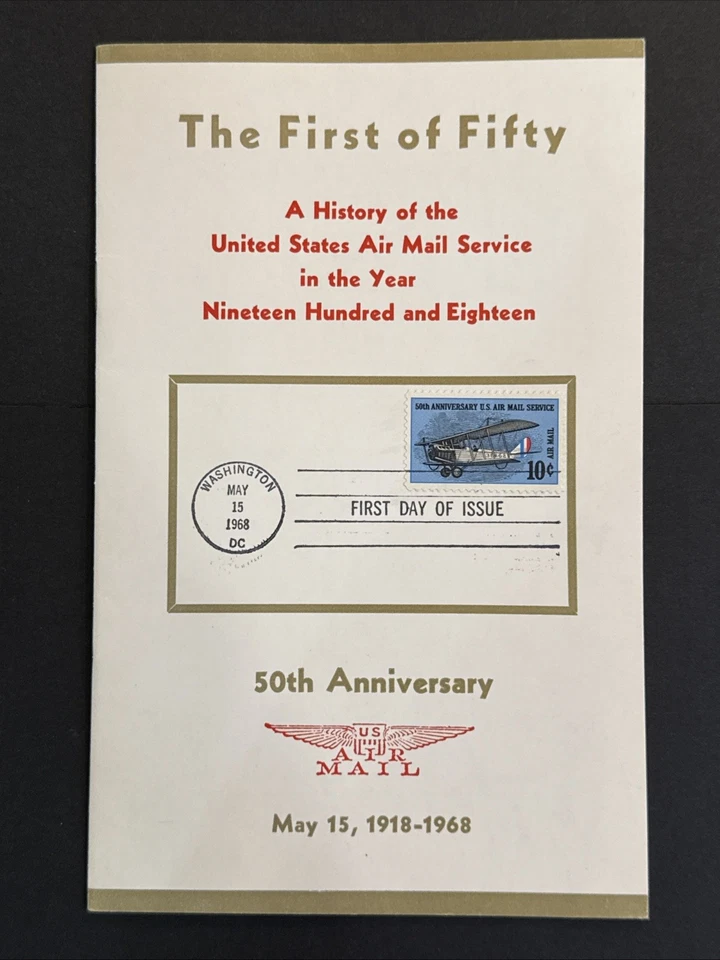 The First of Fifty
A History of the
United States Air Mail Service
in the Year
Nineteen Hundred and Eighteen
50th ANNIVERSARY U.S. AIR MAIL SERVICE
AIR MAIL
10¢
WASHINGTON
MAY
15
1968
DC
FIRST DAY OF ISSUE
50th Anniversary
US
AIR
MAIL
May 15, 1918-1968